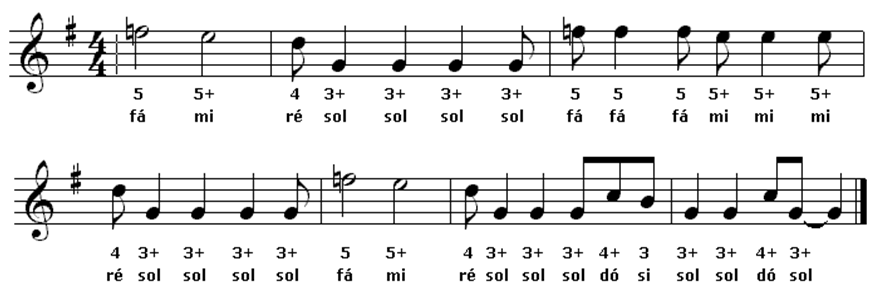 4
4
5 5+ 4 3+ 3+ 3+ 3+ 5 5 5 5+ 5+ 5+
fá mi ré sol sol sol sol fá fá fá mi mi mi
4 3+ 3+ 3+ 3+ 5 5+ 4 3+ 3+ 3+ 4+ 3 3+ 3+ 4+ 3+
ré sol sol sol sol fá mi ré sol sol sol dó si sol sol dó sol